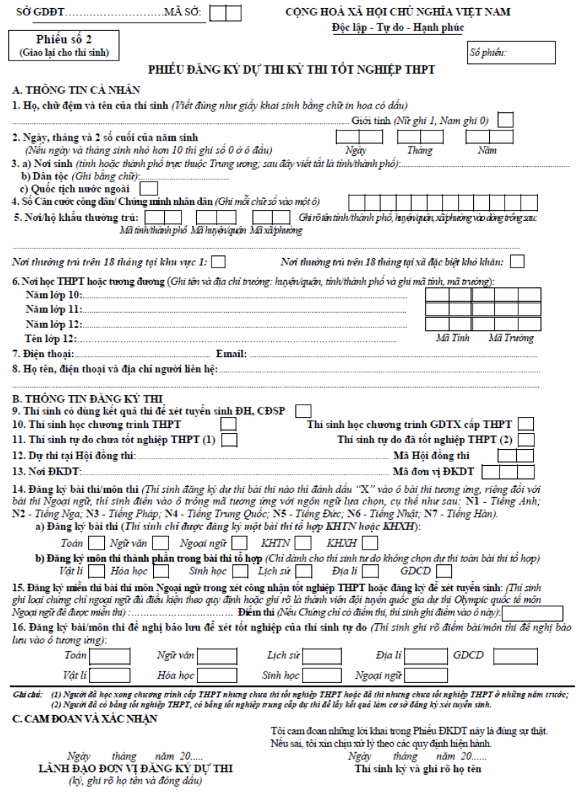 SỞ GDĐT……………………………MÃ SỞ:
CỘNG HOÀ XÃ HỘI CHỦ NGHĨA VIỆT NAM
Độc lập - Tự do - Hạnh phúc
Phiếu số 2
(Giao lại cho thí sinh)
Số phiếu:
PHIẾU ĐĂNG KÝ DỰ THI KỲ THI TỐT NGHIỆP THPT
A. THÔNG TIN CÁ NHÂN
1. Họ, chữ đệm và tên của thí sinh (Viết đúng như giấy khai sinh bằng chữ in hoa có dấu)
Giới tính (Nữ ghi 1, Nam ghi 0)
2. Ngày, tháng và 2 số cuối của năm sinh
(Nếu ngày và tháng sinh nhỏ hơn 10 thì ghi số 0 ở ô đầu) Ngày Tháng Năm
3. a) Nơi sinh (tỉnh hoặc thành phố trực thuộc Trung ương, sau đây viết tắt là tỉnh/thành phố):
b) Dân tộc (Ghi bằng chữ):
c) Quốc tịch nước ngoài
4. Số Căn cước công dân/ Chứng minh nhân dân (Ghi mỗi chữ số vào một ô)
5. Nơi/hộ khẩu thường trú: Ghi rõ tên tỉnh/thành phố, huyện/quận, xã/phường vào dòng trống sau:
Mã tỉnh/thành phố Mã huyện/quận Mã xã/phường
Nơi thường trú trên 18 tháng tại khu vực 1: Nơi thường trú trên 18 tháng tại xã đặc biệt khó khăn:
6. Nơi học THPT hoặc tương đương (Ghi tên và địa chỉ trường: huyện/quận, tỉnh/thành phố và ghi mã tỉnh, mã trường):
Năm lớp 10:
Năm lớp 11:
Năm lớp 12:
Tên lớp 12: Mã Tỉnh Mã Trường
7. Điện thoại: Email:
8. Họ tên, điện thoại và địa chỉ người liên hệ:
B. THÔNG TIN ĐĂNG KÝ THI
9. Thí sinh có dùng kết quả thi để xét tuyển sinh ĐH, CĐSP
10. Thí sinh học chương trình THPT Thí sinh học chương trình GDTX cấp THPT
11. Thí sinh tự do chưa tốt nghiệp THPT (1) Thí sinh tự do đã tốt nghiệp THPT (2)
12. Dự thi tại Hội đồng thi: Mã Hội đồng thi
13. Nơi ĐKDT: Mã đơn vị ĐKDT
14. Đăng ký bài thi/môn thi (Thí sinh đăng ký dự thi bài thi nào thì đánh dấu “X” vào ô bài thi tương ứng, riêng đối với
bài thi Ngoại ngữ, thí sinh điền vào ô trống mã tương ứng với ngôn ngữ lựa chọn, cụ thể như sau: N1 - Tiếng Anh;
N2 - Tiếng Nga; N3 - Tiếng Pháp; N4 - Tiếng Trung Quốc; N5 - Tiếng Đức; N6 - Tiếng Nhật; N7 - Tiếng Hàn).
a) Đăng ký bài thi (Thí sinh chỉ được đăng ký một bài thi tổ hợp KHTN hoặc KHXH):
Toán Ngữ văn Ngoại ngữ KHTN KHXH
b) Đăng ký môn thi thành phần trong bài thi tổ hợp (Chỉ dành cho thí sinh tự do không chọn dự thi toàn bài thi tổ hợp)
Vật lí Hóa học Sinh học Lịch sử Địa lí GDCD
15. Đăng ký miễn thi bài thi môn Ngoại ngữ trong xét công nhận tốt nghiệp THPT hoặc đăng ký để xét tuyển sinh: (Thí sinh
ghi loại chứng chỉ ngoại ngữ đủ điều kiện theo quy định hoặc ghi rõ là thành viên đội tuyển quốc gia dự thi Olympic quốc tế môn
Ngoại ngữ để được miễn thi) : Điểm thi (Nếu Chứng chỉ có điểm thi, thí sinh ghi điểm vào ô này):
16. Đăng ký bài/môn thi đề nghị bảo lưu để xét tốt nghiệp của thí sinh tự do (Thí sinh ghi rõ điểm bài/môn thi đề nghị bảo
lưu vào ô tương ứng):
Toán Ngữ văn Lịch sử Địa lí GDCD
Vật lí Hóa học Sinh học Ngoại ngữ
Ghi chú: (1) Người đã học xong chương trình cấp THPT nhưng chưa thi tốt nghiệp THPT hoặc đã thi nhưng chưa tốt nghiệp THPT ở những năm trước;
(2) Người đã có bằng tốt nghiệp THPT, có bằng tốt nghiệp trung cấp dự thi để lấy kết quả làm cơ sở đăng ký xét tuyển sinh.
C. CAM ĐOAN VÀ XÁC NHẬN
Tôi cam đoan những lời khai trong Phiếu ĐKDT này là đúng sự thật.
Nếu sai, tôi xin chịu xử lý theo các quy định hiện hành.
Ngày tháng năm 20..... Ngày tháng năm 20......
LÃNH ĐẠO ĐƠN VỊ ĐĂNG KÝ DỰ THI Thí sinh ký và ghi rõ họ tên
(ký, ghi rõ họ tên và đóng dấu)